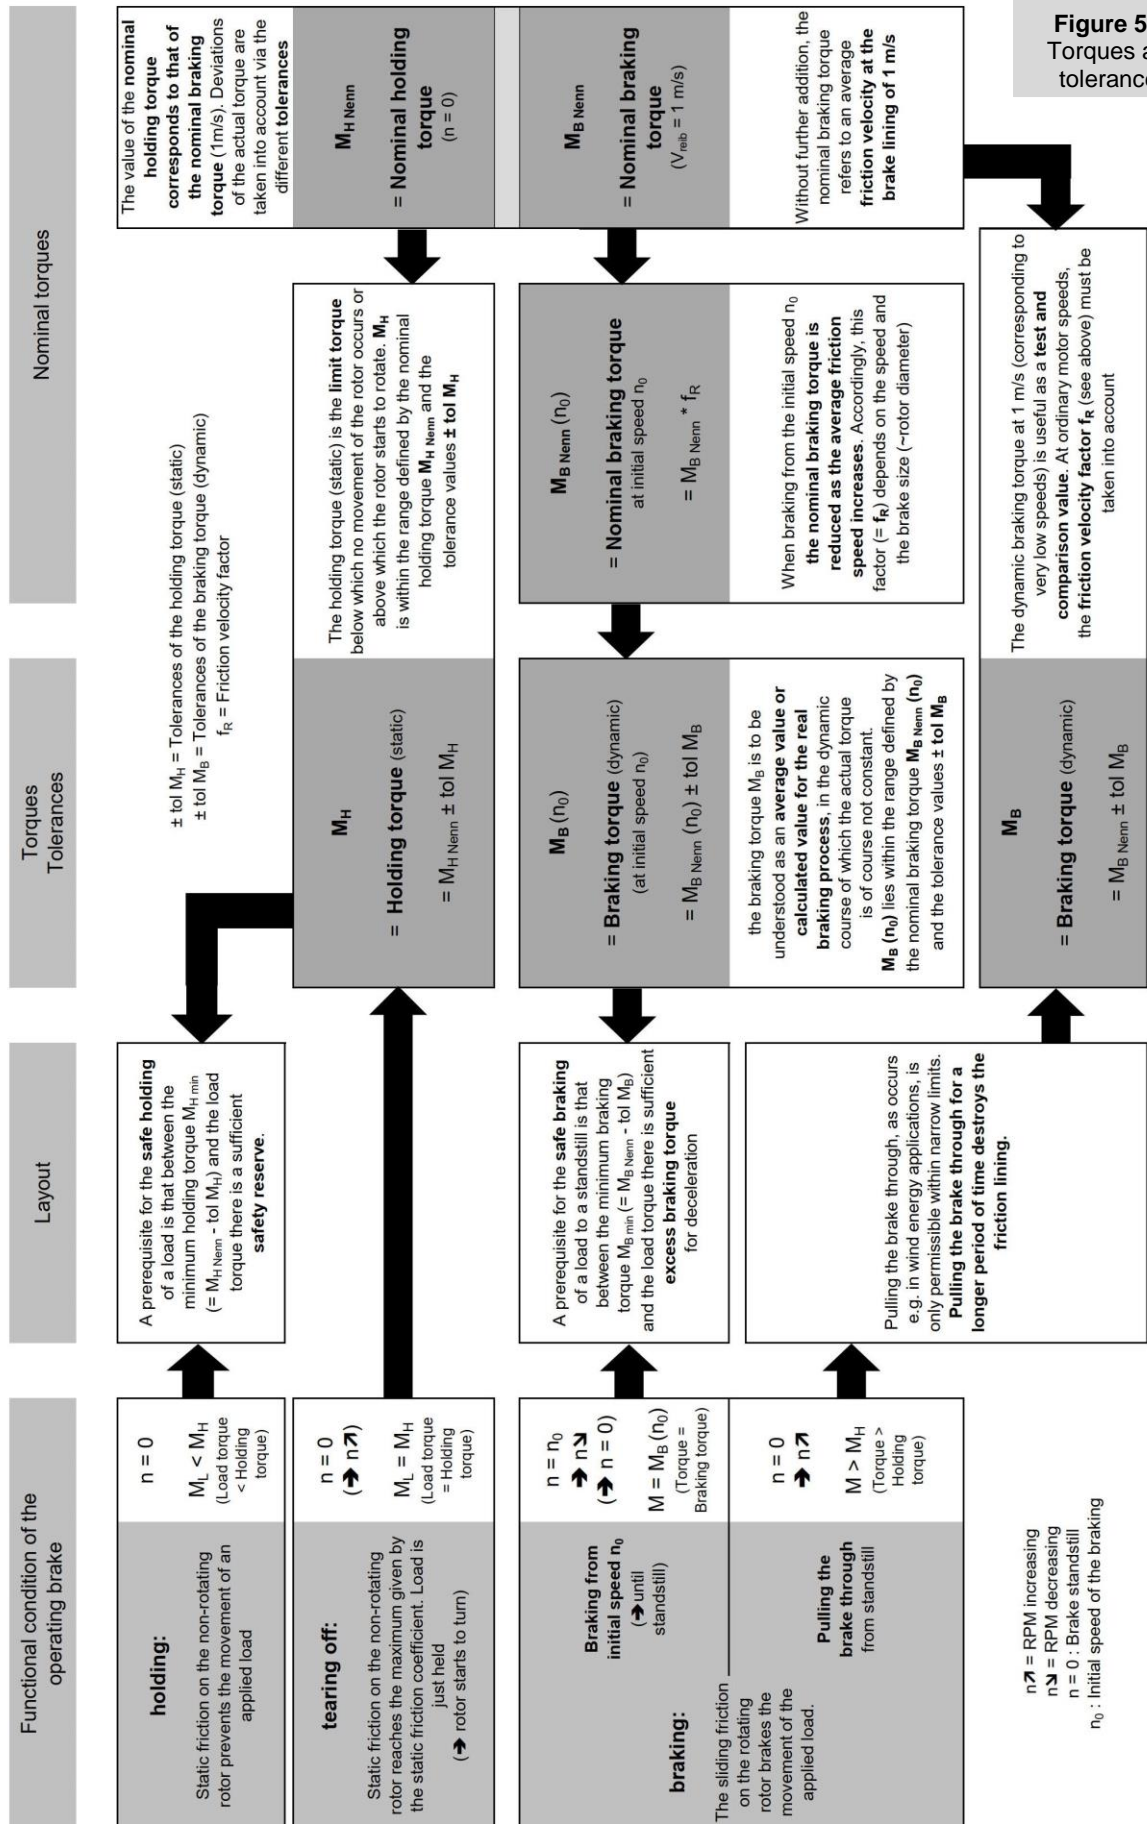 Figure 5
Torques a
tolerance
Functional condition of the
operating brake
Layout
Torques
Tolerances
Nominal torques
holding:
Static friction on the non-rotating
rotor prevents the movement of an
applied load
n = 0
M_L < M_H
(Load torque
< Holding
torque)
A prerequisite for the safe holding
of a load is that between the
minimum holding torque M_H min
(= M_H Nenn - tol M_H) and the load
torque there is a sufficient
safety reserve.
± tol M_H = Tolerances of the holding torque (static)
± tol M_B = Tolerances of the braking torque (dynamic)
f_R = Friction velocity factor
The value of the nominal
holding torque
corresponds to that of
the nominal braking
torque (1m/s). Deviations
of the actual torque are
taken into account via the
different tolerances
tearing off:
Static friction on the non-rotating
rotor reaches the maximum given by
the static friction coefficient. Load is
just held
(➔ rotor starts to turn)
n = 0
(➔ n↗)
M_L = M_H
(Load torque
= Holding
torque)
M_H
= Holding torque (static)
= M_H Nenn ± tol M_H
The holding torque (static) is the limit torque
below which no movement of the rotor occurs or
above which the rotor starts to rotate. M_H
is within the range defined by the nominal
holding torque M_H Nenn and the
tolerance values ± tol M_H
M_H Nenn
= Nominal holding
torque
(n = 0)
braking:
The sliding friction
on the rotating
rotor brakes the
movement of the
applied load.
Braking from
initial speed n₀
(➔until
standstill)
n = n₀
➔ n↘
(➔ n = 0)
M = M_B (n₀)
(Torque =
Braking torque)
A prerequisite for the safe braking
of a load to a standstill is that
between the minimum braking
torque M_B min (= M_B Nenn - tol M_B)
and the load torque there is sufficient
excess braking torque
for deceleration
M_B (n₀)
= Braking torque (dynamic)
(at initial speed n₀)
= M_B Nenn (n₀) ± tol M_B
the braking torque M_B is to be
understood as an average value or
calculated value for the real
braking process, in the dynamic
course of which the actual torque
is of course not constant.
M_B (n₀) lies within the range defined by
the nominal braking torque M_B Nenn (n₀)
and the tolerance values ± tol M_B
M_B Nenn (n₀)
= Nominal braking torque
at initial speed n₀
= M_B Nenn * f_R
When braking from the initial speed n₀
the nominal braking torque is
reduced as the average friction
speed increases. Accordingly, this
factor (= f_R) depends on the speed and
the brake size (~rotor diameter)
M_B Nenn
= Nominal braking
torque
(V_reib = 1 m/s)
Without further addition, the
nominal braking torque
refers to an average
friction velocity at the
brake lining of 1 m/s
Pulling the
brake through
from standstill
n = 0
➔ n↗
M > M_H
(Torque >
Holding
torque)
Pulling the brake through, as occurs
e.g. in wind energy applications, is
only permissible within narrow limits.
Pulling the brake through for a
longer period of time destroys the
friction lining.
M_B
= Braking torque (dynamic)
= M_B Nenn ± tol M_B
The dynamic braking torque at 1 m/s (corresponding to
very low speeds) is useful as a test and
comparison value. At ordinary motor speeds,
the friction velocity factor f_R (see above) must be
taken into account
n↗ = RPM increasing
n↘ = RPM decreasing
n = 0 : Brake standstill
n₀ : Initial speed of the braking